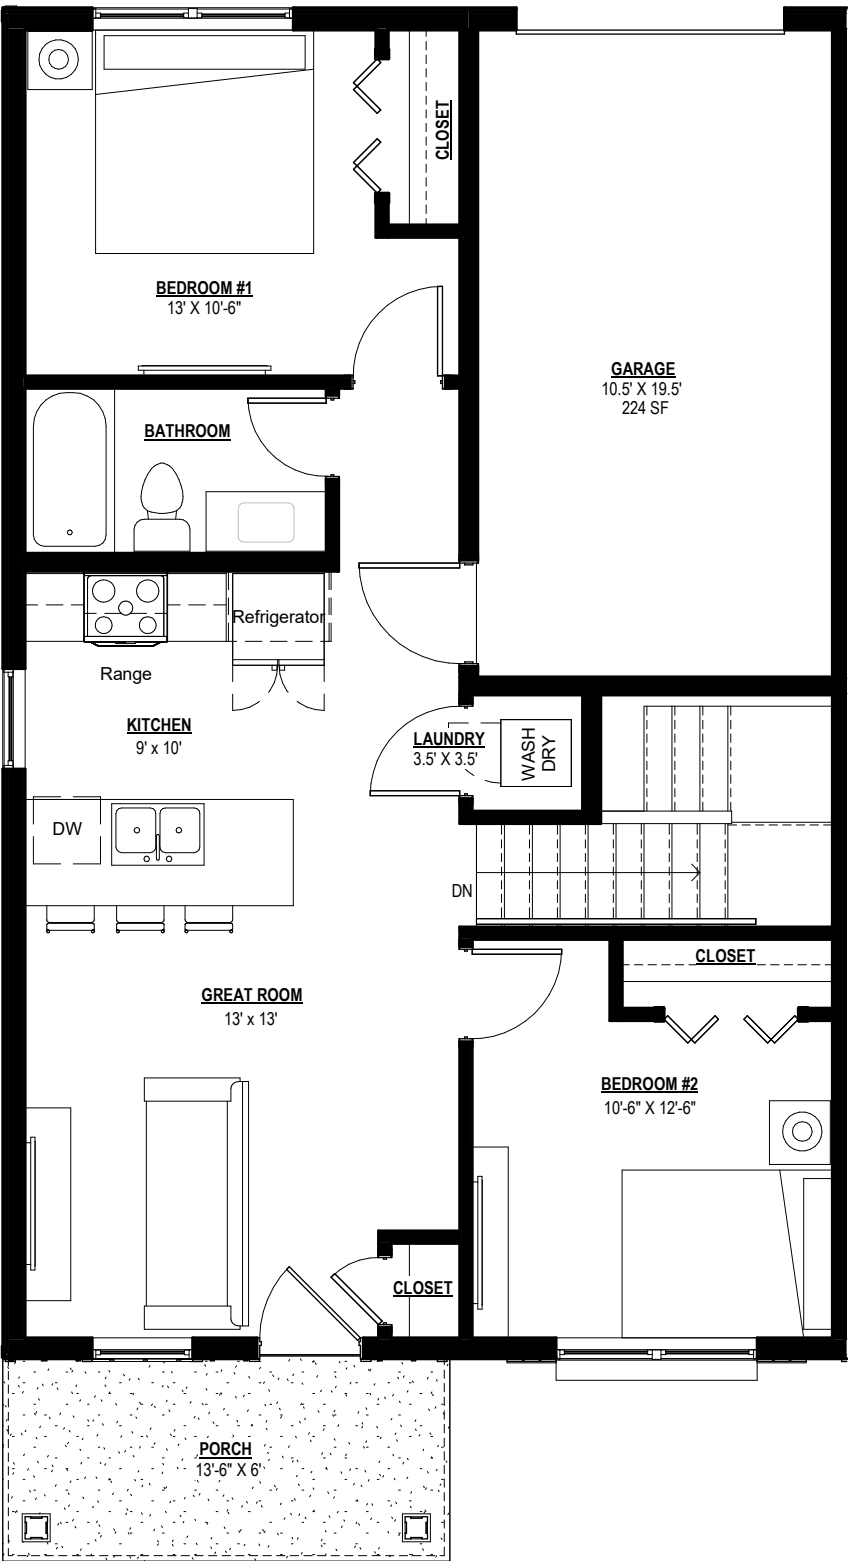 CLOSET
BEDROOM #1
13' X 10'-6"
GARAGE
10.5' X 19.5'
224 SF
BATHROOM
Refrigerator
Range
KITCHEN
9' x 10'
LAUNDRY
3.5' X 3.5'
WASH
DRY
DW
DN
CLOSET
GREAT ROOM
13' x 13'
BEDROOM #2
10'-6" X 12'-6"
CLOSET
PORCH
13'-6" X 6'